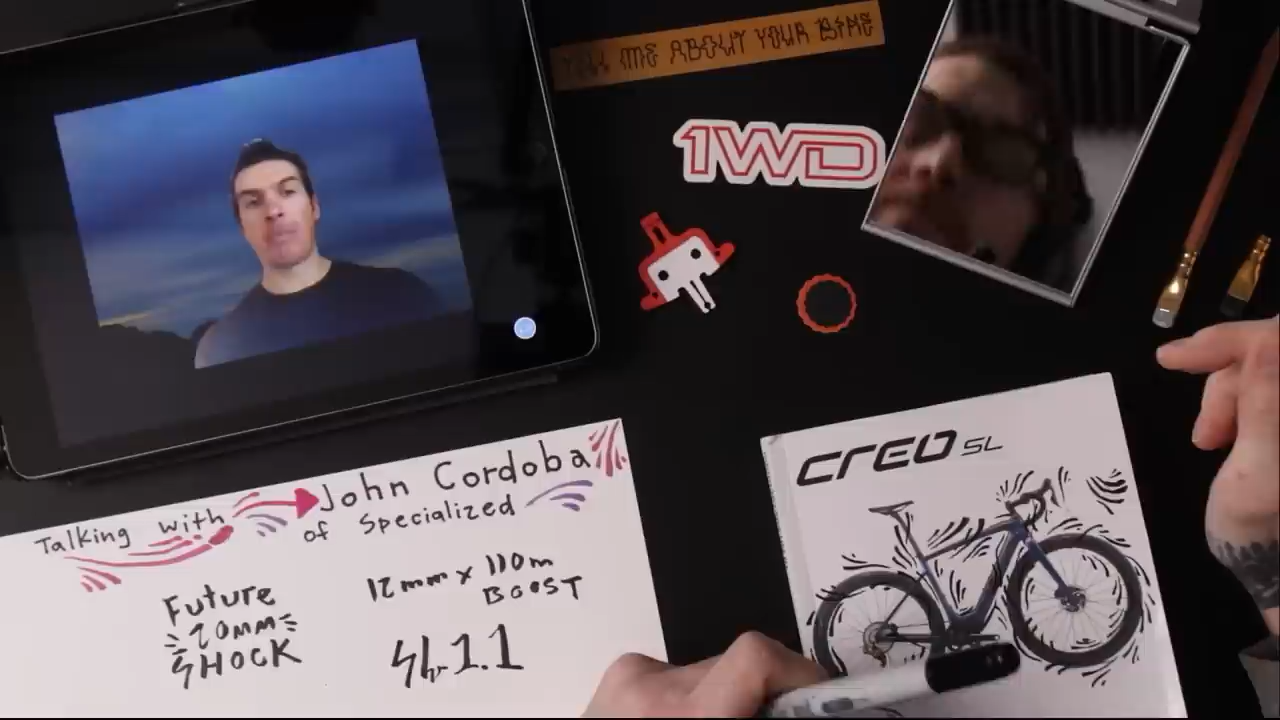 TELL ME ABOUT YOUR BIKE
1WD
CREO SL
Talking with John Cordoba
of Specialized
Future
20mm
SHOCK
12mm x 110m
BOOST
SL 1.1